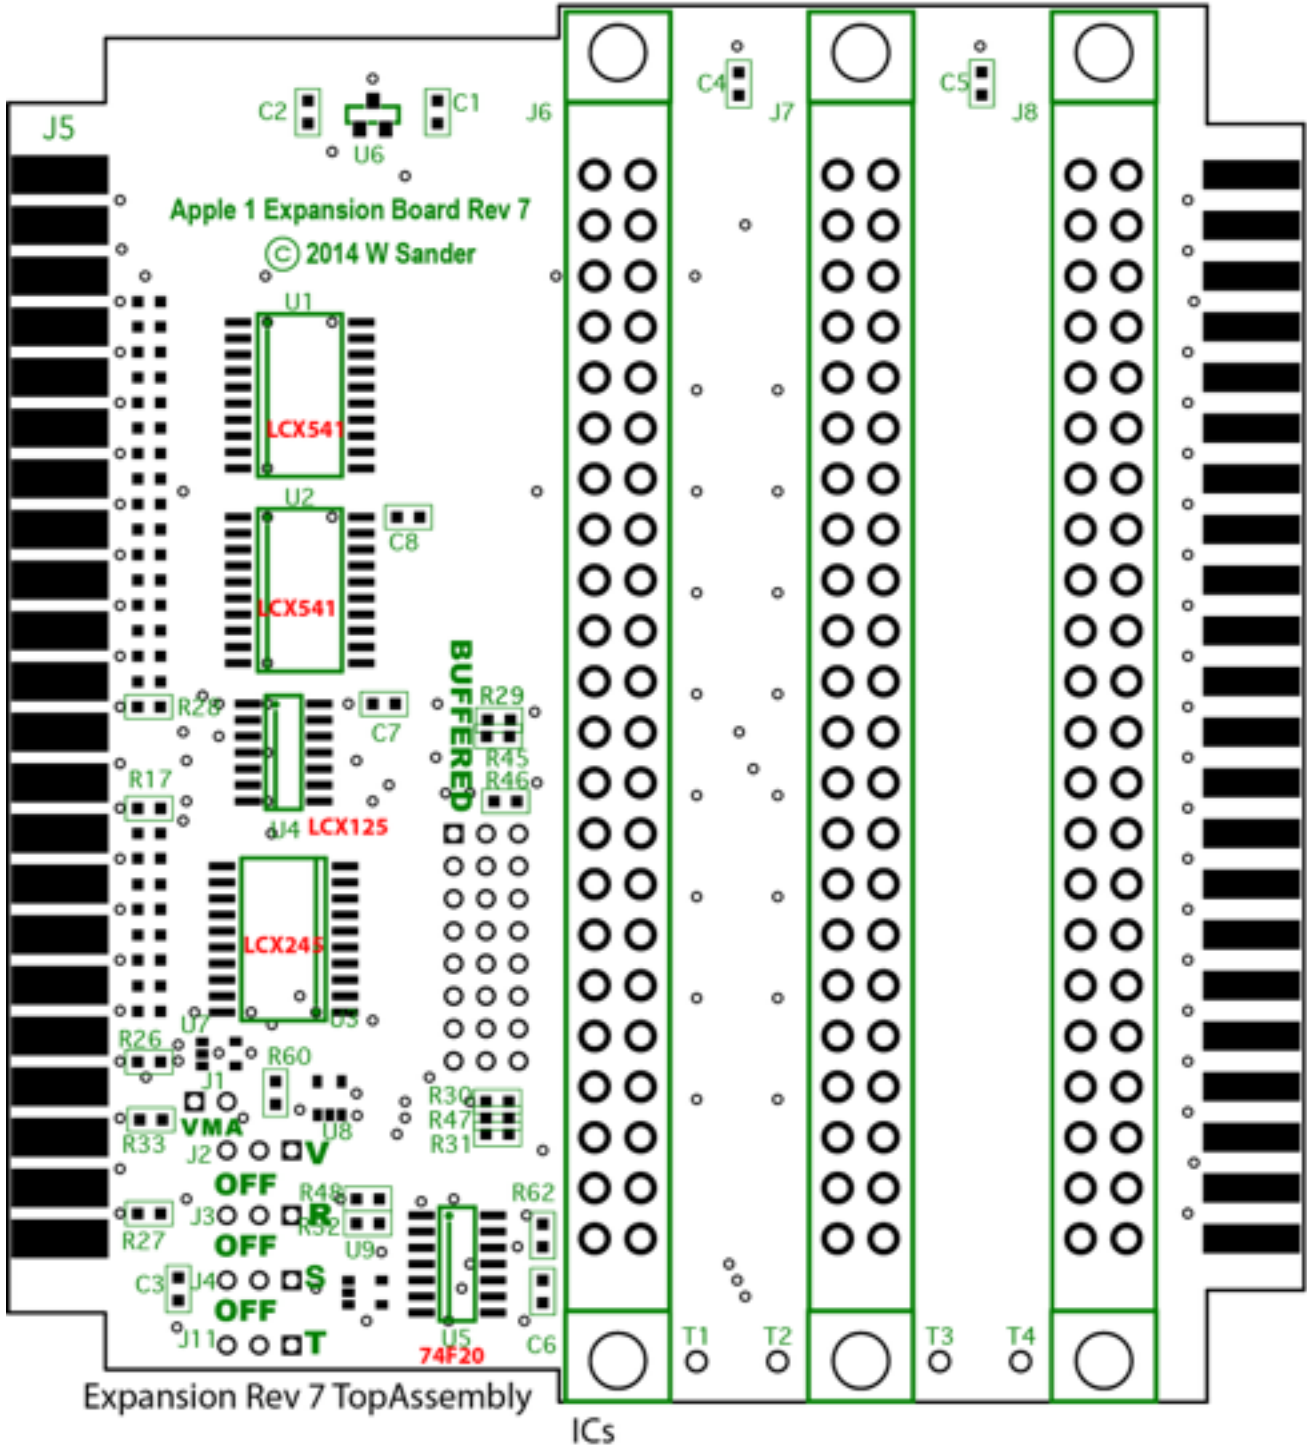 J5
C2
U6
C1
J6
C4
J7
C5
J8
Apple 1 Expansion Board Rev 7
© 2014 W Sander
U1
LCX541
U2
LCX541
C8
BUFFERED
R28
C7
R29
R45
R46
R17
U4 LCX125
LCX245
U3
U7
R26
R60
J1
VMA
R33
U8
R30
R47
R31
J2 V
OFF
R48
R62
J3 R
R32
R27
OFF
U9
C3
J4 S
OFF
J11 T
U5
74F20
C6
T1
T2
T3
T4
Expansion Rev 7 TopAssembly
ICs